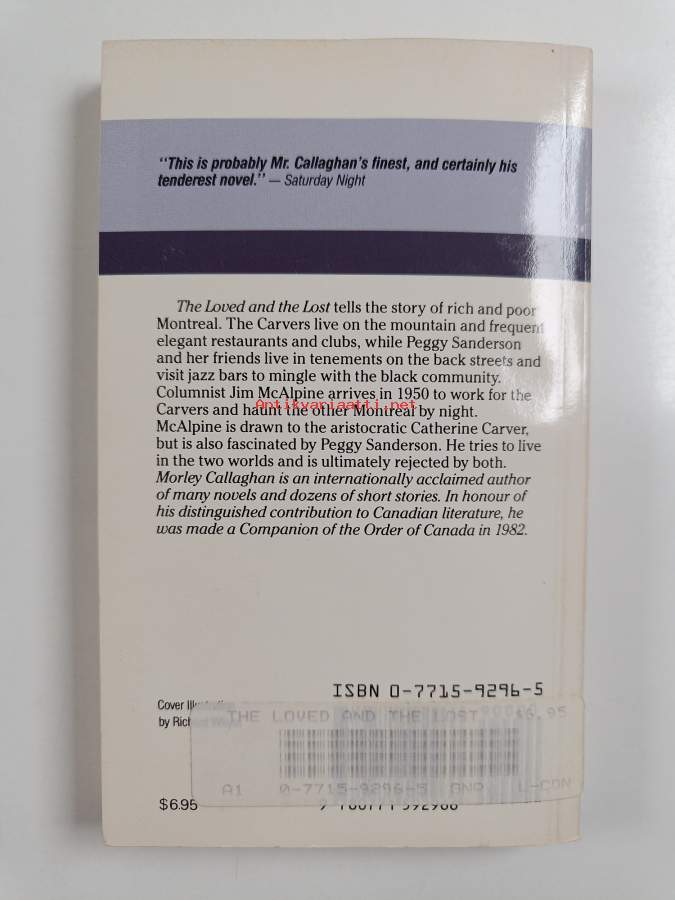 "This is probably Mr. Callaghan's finest, and certainly his
tenderest novel." — Saturday Night
The Loved and the Lost tells the story of rich and poor
Montreal. The Carvers live on the mountain and frequent
elegant restaurants and clubs, while Peggy Sanderson
and her friends live in tenements on the back streets and
visit jazz bars to mingle with the black community.
Columnist Jim McAlpine arrives in 1950 to work for the
Antikvariaatti.net
Carvers and haunt the other Montreal by night.
McAlpine is drawn to the aristocratic Catherine Carver,
but is also fascinated by Peggy Sanderson. He tries to live
in the two worlds and is ultimately rejected by both.
Morley Callaghan is an internationally acclaimed author
of many novels and dozens of short stories. In honour of
his distinguished contribution to Canadian literature, he
was made a Companion of the Order of Canada in 1982.
ISBN 0-7715-9296-5
Cover
by
THE LOVED AND THE LOST $6.95
A1 0-7715-9296-5 GND L-CDN
$6.95